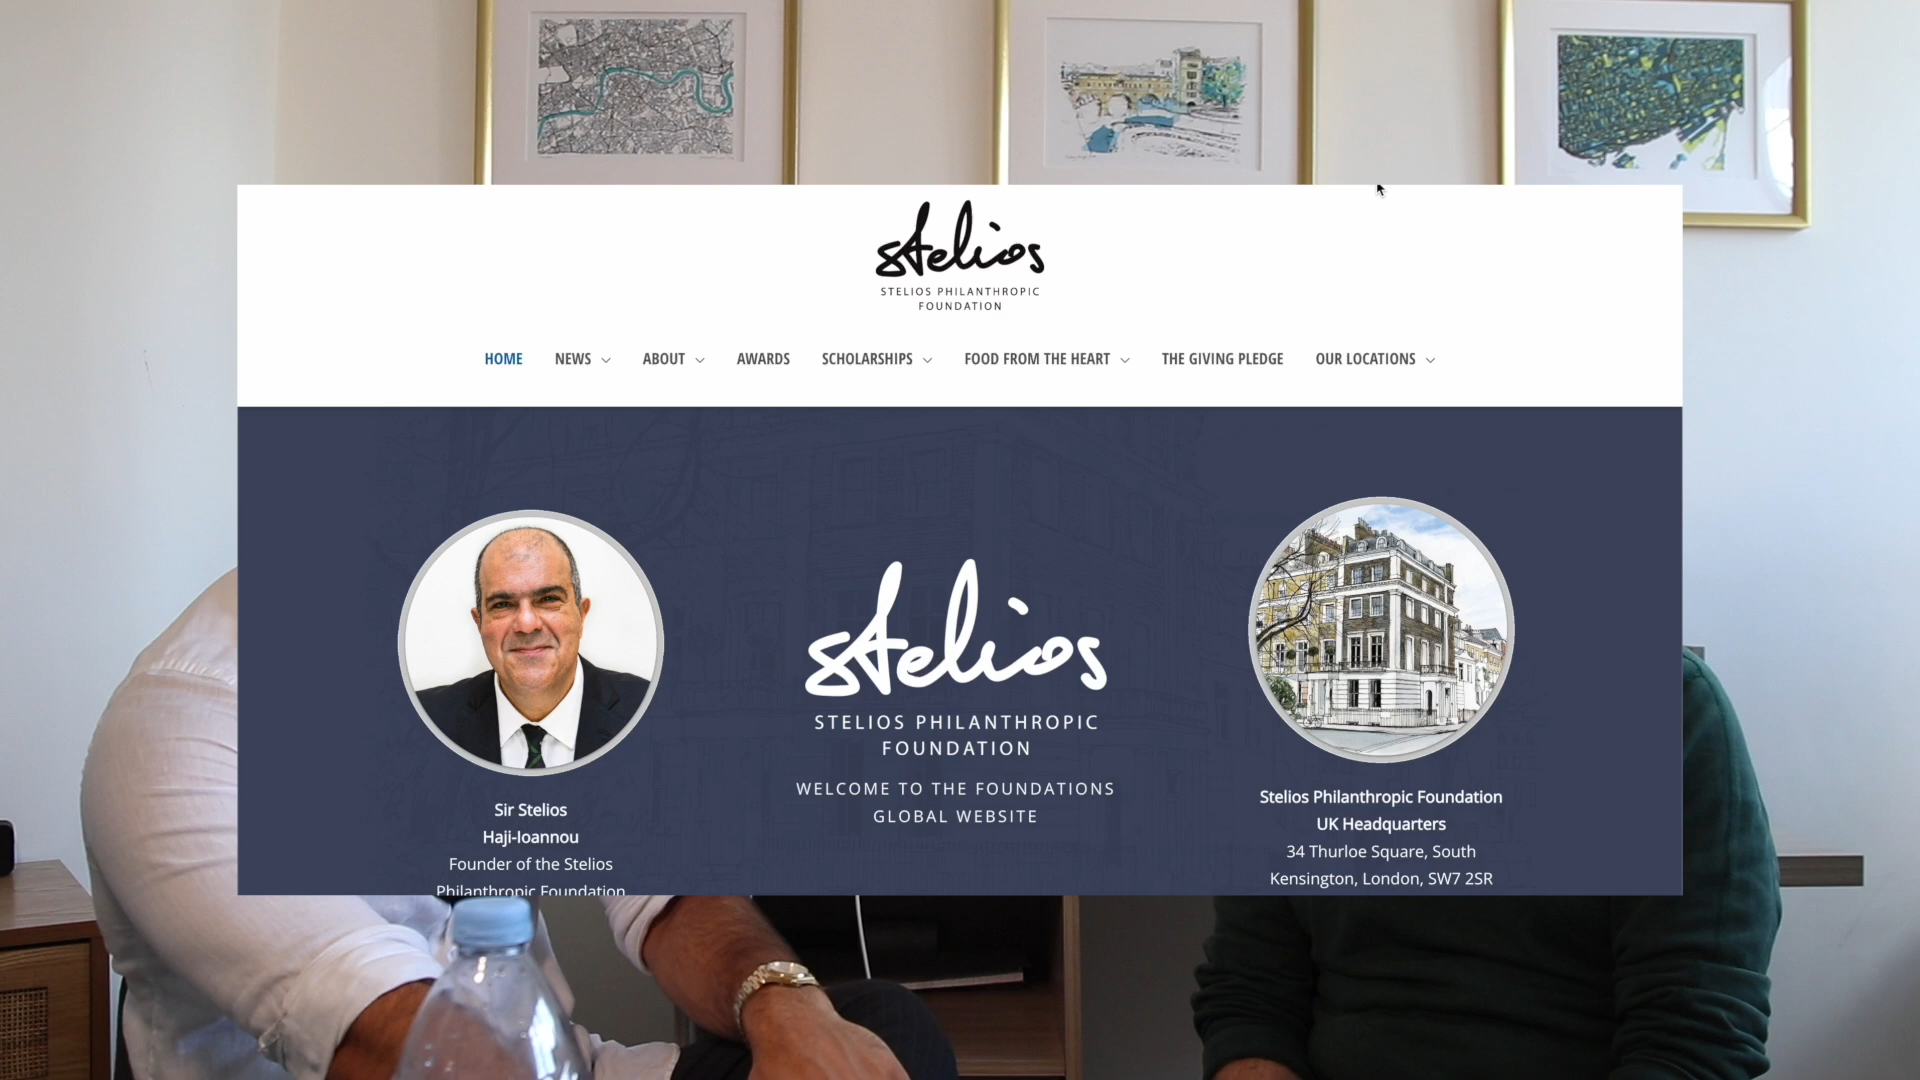 stelios
STELIOS PHILANTHROPIC
FOUNDATION
HOME NEWS ABOUT AWARDS SCHOLARSHIPS FOOD FROM THE HEART THE GIVING PLEDGE OUR LOCATIONS
stelios
STELIOS PHILANTHROPIC
FOUNDATION
WELCOME TO THE FOUNDATIONS
GLOBAL WEBSITE
Sir Stelios
Haji-Ioannou
Founder of the Stelios
Philanthropic Foundation
Stelios Philanthropic Foundation
UK Headquarters
34 Thurloe Square, South
Kensington, London, SW7 2SR